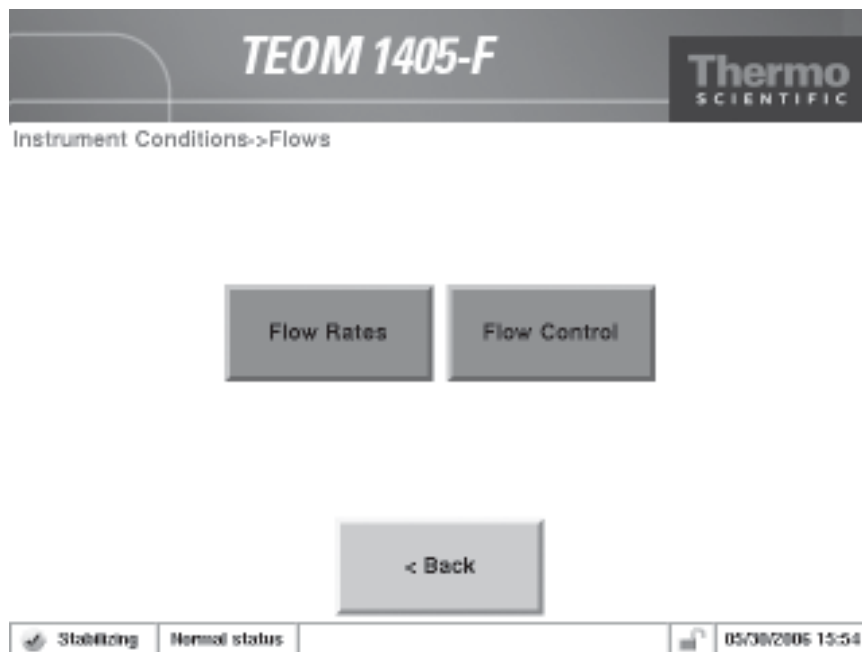 TEOM 1405-F
Thermo
SCIENTIFIC
Instrument Conditions->Flows
Flow Rates
Flow Control
< Back
Stabilizing
Normal status
05/30/2006 15:54